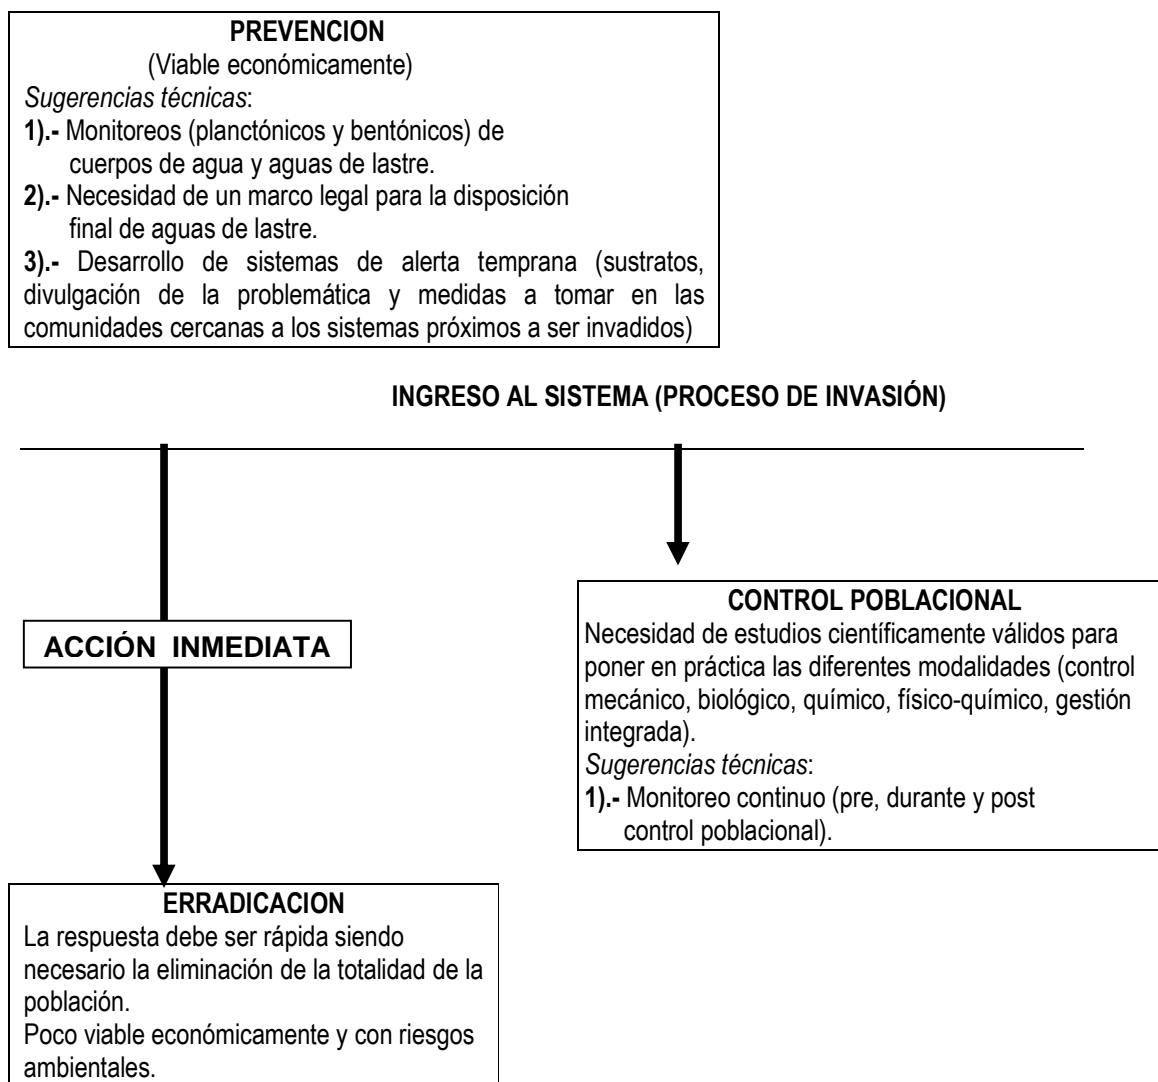 PREVENCION
(Viable económicamente)
Sugerencias técnicas:
1).- Monitoreos (planctónicos y bentónicos) de
cuerpos de agua y aguas de lastre.
2).- Necesidad de un marco legal para la disposición
final de aguas de lastre.
3).- Desarrollo de sistemas de alerta temprana (sustratos,
divulgación de la problemática y medidas a tomar en las
comunidades cercanas a los sistemas próximos a ser invadidos)
INGRESO AL SISTEMA (PROCESO DE INVASIÓN)
ACCIÓN INMEDIATA
CONTROL POBLACIONAL
Necesidad de estudios científicamente válidos para
poner en práctica las diferentes modalidades (control
mecánico, biológico, químico, físico-químico, gestión
integrada).
Sugerencias técnicas:
1).- Monitoreo continuo (pre, durante y post
control poblacional).
ERRADICACION
La respuesta debe ser rápida siendo
necesario la eliminación de la totalidad de la
población.
Poco viable económicamente y con riesgos
ambientales.